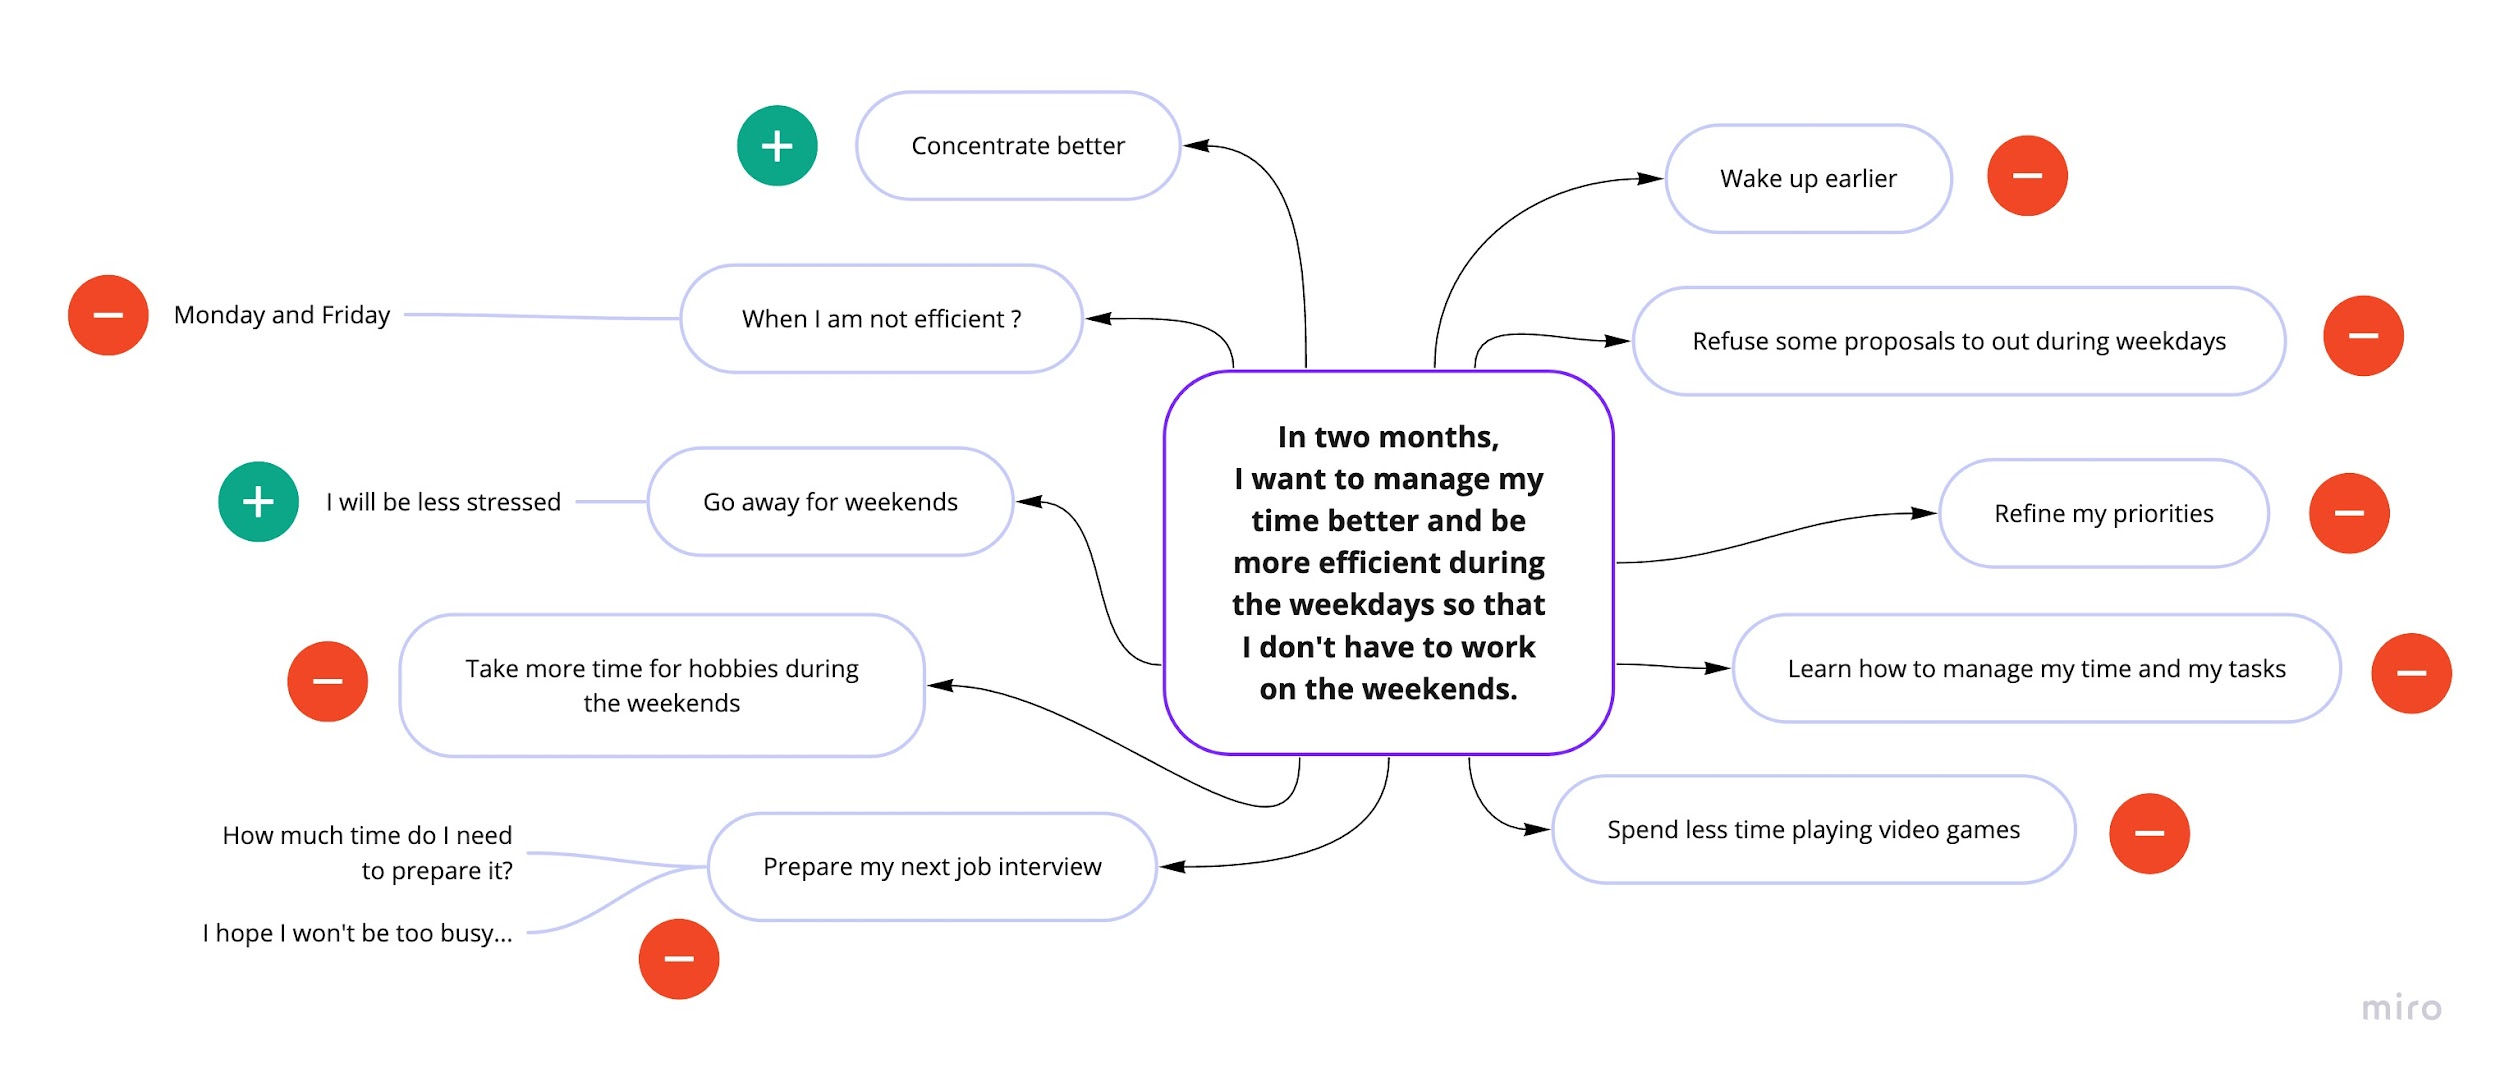 In two months,
I want to manage my
time better and be
more efficient during
the weekdays so that
I don't have to work
on the weekends.
Concentrate better
When I am not efficient ?
Monday and Friday
Go away for weekends
I will be less stressed
Take more time for hobbies during
the weekends
Prepare my next job interview
How much time do I need
to prepare it?
I hope I won't be too busy...
Wake up earlier
Refuse some proposals to out during weekdays
Refine my priorities
Learn how to manage my time and my tasks
Spend less time playing video games
miro